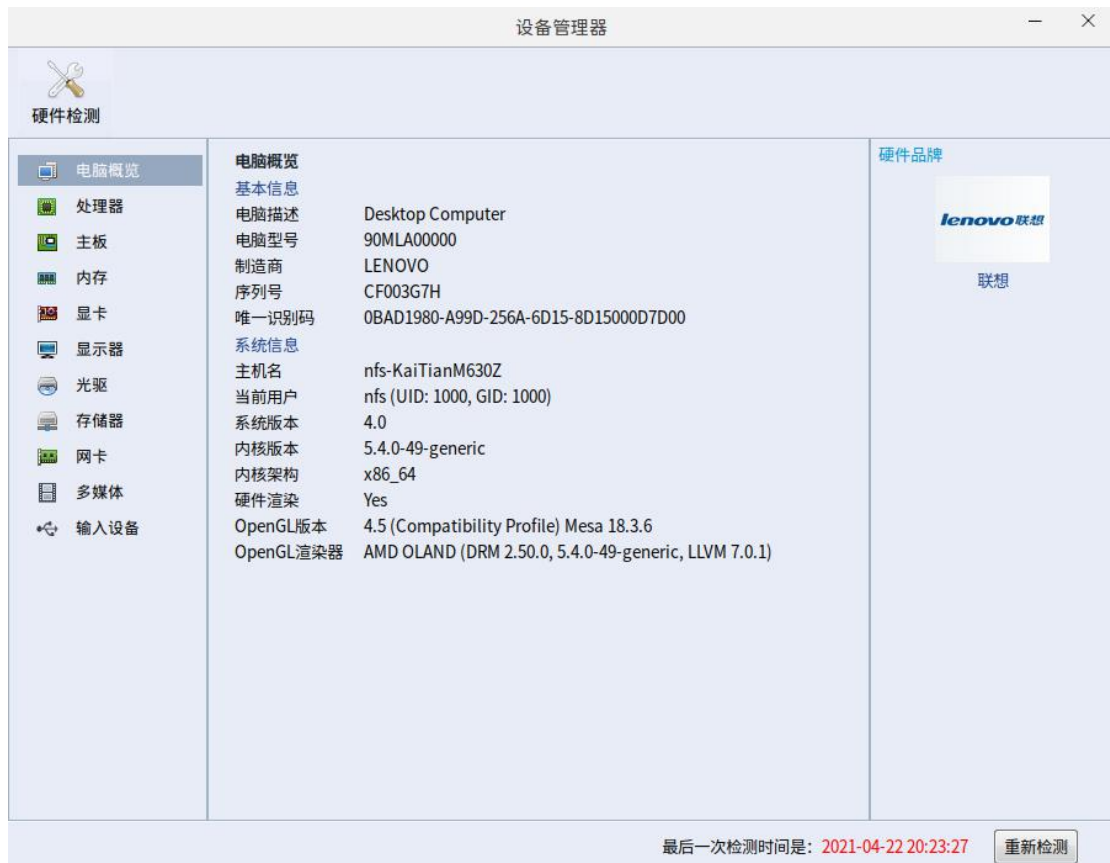 设备管理器
硬件检测
电脑概览
处理器
主板
内存
显卡
显示器
光驱
存储器
网卡
多媒体
输入设备
电脑概览
基本信息
电脑描述 Desktop Computer
电脑型号 90MLA00000
制造商 LENOVO
序列号 CF003G7H
唯一识别码 0BAD1980-A99D-256A-6D15-8D15000D7D00
系统信息
主机名 nfs-KaiTianM630Z
当前用户 nfs (UID: 1000, GID: 1000)
系统版本 4.0
内核版本 5.4.0-49-generic
内核架构 x86_64
硬件渲染 Yes
OpenGL版本 4.5 (Compatibility Profile) Mesa 18.3.6
OpenGL渲染器 AMD OLAND (DRM 2.50.0, 5.4.0-49-generic, LLVM 7.0.1)
硬件品牌
lenovo联想
联想
最后一次检测时间是：2021-04-22 20:23:27 重新检测